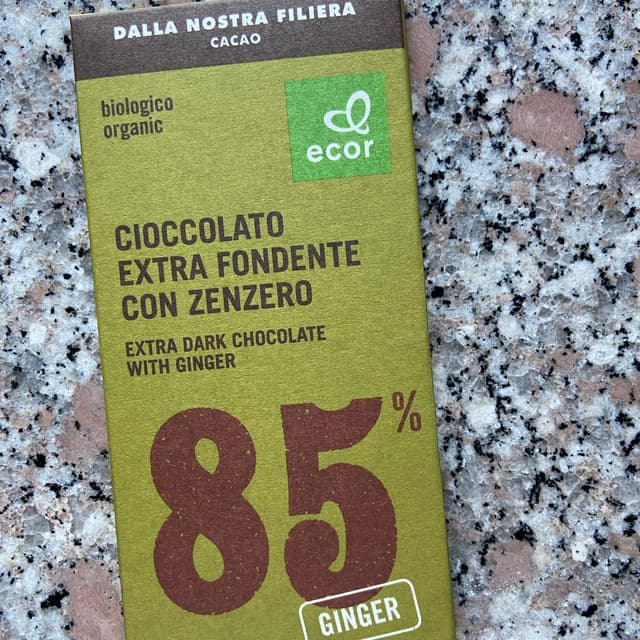 DALLA NOSTRA FILIERA
CACAO
biologico
organic
ecor
CIOCCOLATO
EXTRA FONDENTE
CON ZENZERO
EXTRA DARK CHOCOLATE
WITH GINGER
85%
GINGER